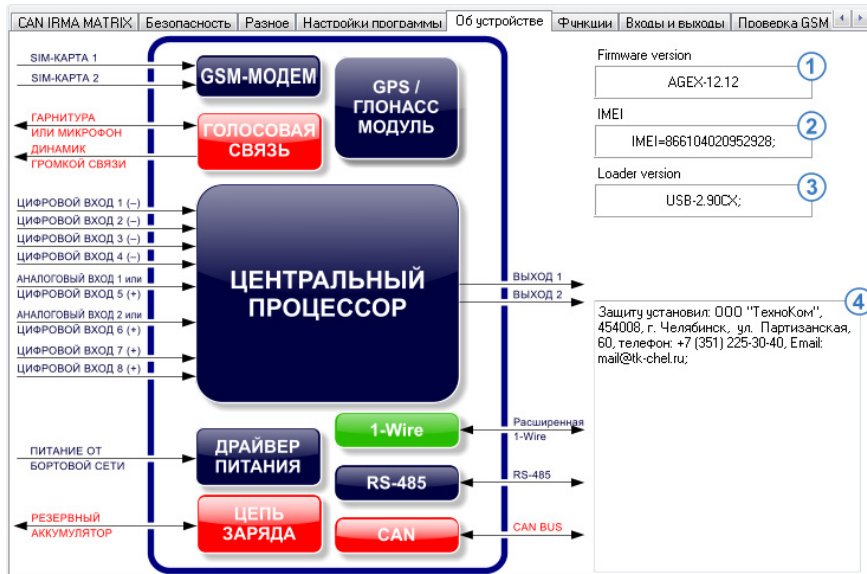 CAN IRMA MATRIX
Безопасность
Разное
Настройки программы
Об устройстве
Функции
Входы и выходы
Проверка GSM
SIM-КАРТА 1
SIM-КАРТА 2
ГАРНИТУРА
ИЛИ МИКРОФОН
ДИНАМИК
ГРОМКОЙ СВЯЗИ
ЦИФРОВОЙ ВХОД 1 (–)
ЦИФРОВОЙ ВХОД 2 (–)
ЦИФРОВОЙ ВХОД 3 (–)
ЦИФРОВОЙ ВХОД 4 (–)
АНАЛОГОВЫЙ ВХОД 1 или
ЦИФРОВОЙ ВХОД 5 (+)
АНАЛОГОВЫЙ ВХОД 2 или
ЦИФРОВОЙ ВХОД 6 (+)
ЦИФРОВОЙ ВХОД 7 (+)
ЦИФРОВОЙ ВХОД 8 (+)
ПИТАНИЕ ОТ
БОРТОВОЙ СЕТИ
РЕЗЕРВНЫЙ
АККУМУЛЯТОР
GSM-МОДЕМ
GPS /
ГЛОНАСС
МОДУЛЬ
ГОЛОСОВАЯ
СВЯЗЬ
ЦЕНТРАЛЬНЫЙ
ПРОЦЕССОР
ДРАЙВЕР
ПИТАНИЯ
ЦЕПЬ
ЗАРЯДА
1-Wire
RS-485
CAN
ВЫХОД 1
ВЫХОД 2
Расширенная
1-Wire
RS-485
CAN BUS
Firmware version
1
AGEX-12.12
IMEI
2
IMEI=866104020952928;
Loader version
3
USB-2.90CX;
4
Защиту установил: ООО "ТехноКом",
454008, г. Челябинск, ул. Партизанская,
60, телефон: +7 (351) 225-30-40, Email:
mail@tk-chel.ru;